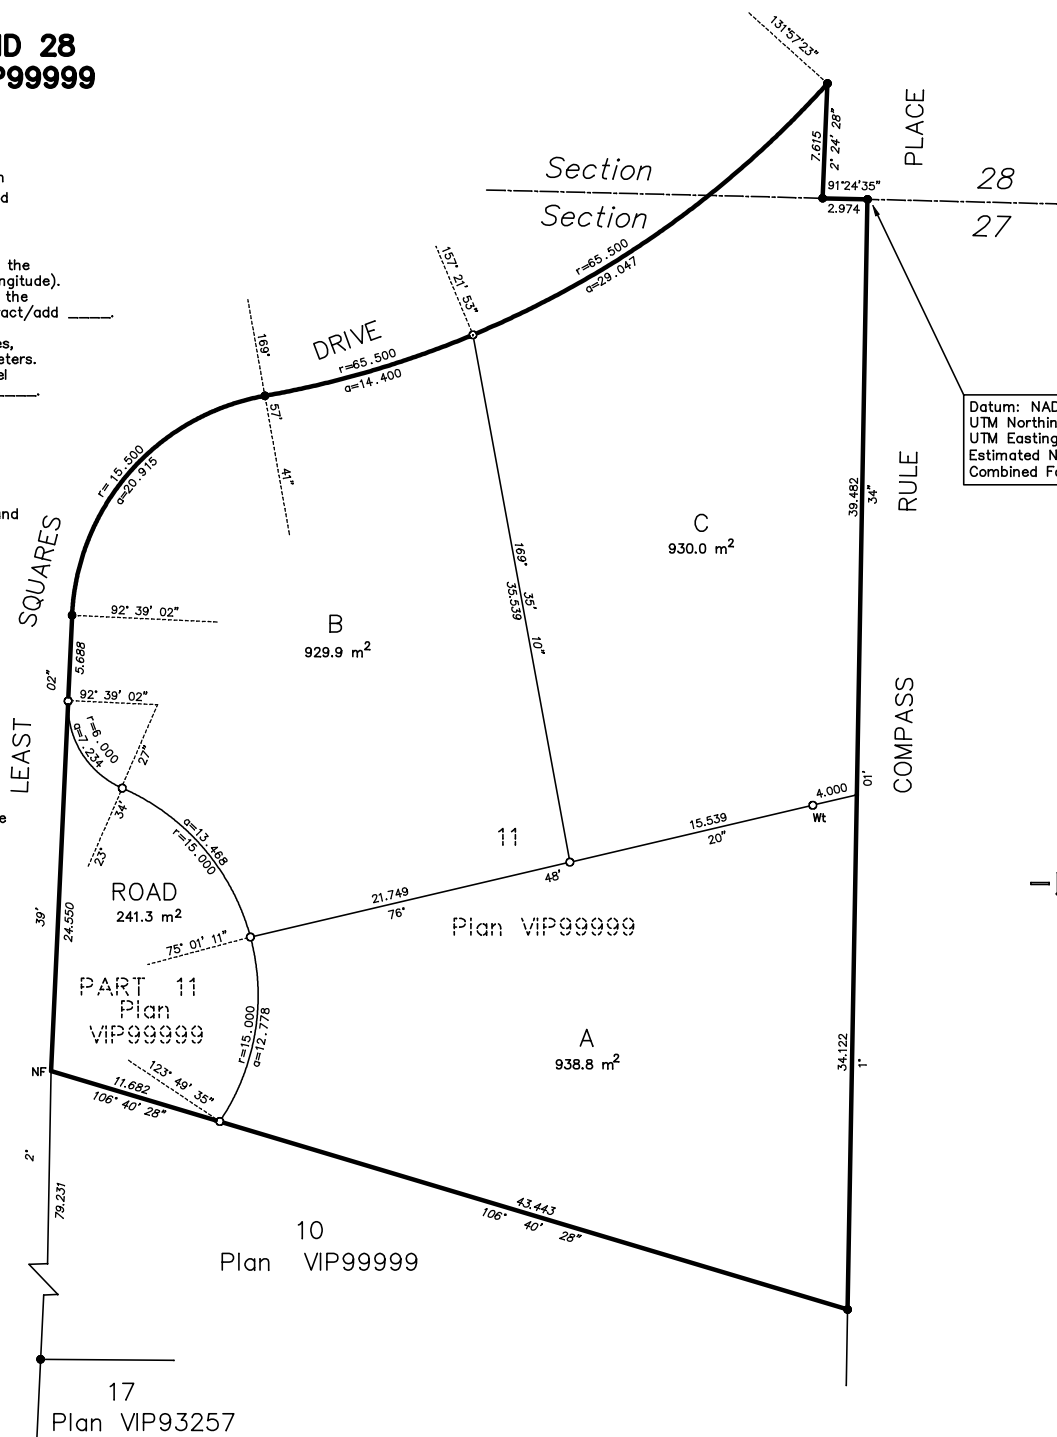 ND 28
P99999
n
d
the
ngitude).
the
ract/add ____.
es,
eters.
el
____.
and
e
131°57'23"
PLACE
7.615
2° 24' 28"
91°24'35"
2.974
Section
28
Section
27
157° 21' 53"
r=65.500
a=29.047
169° 57' 41"
DRIVE
r=65.500
a=14.400
Datum: NAD
UTM Northin
UTM Easting
Estimated N
Combined Fa
r= 15.500
a=20.915
39.482
34"
RULE
C
930.0 m²
SQUARES
169° 35' 10"
35.539
92° 39' 02"
B
929.9 m²
5.688
02"
92° 39' 02"
r=6.000
a=7.234
27"
34'
23°
LEAST
COMPASS
01'
4.000
Wt
15.539
20"
11
48'
a=13.468
r=15.000
ROAD
241.3 m²
21.749
76°
Plan VIP99999
39'
24.550
75° 01' 11"
PART 11
Plan
VIP99999
r=15.000
a=12.778
A
938.8 m²
34.122
1°
NF
123° 49' 35"
11.682
106° 40' 28"
2°
79.231
43.443
106° 40' 28"
10
Plan VIP99999
17
Plan VIP93257